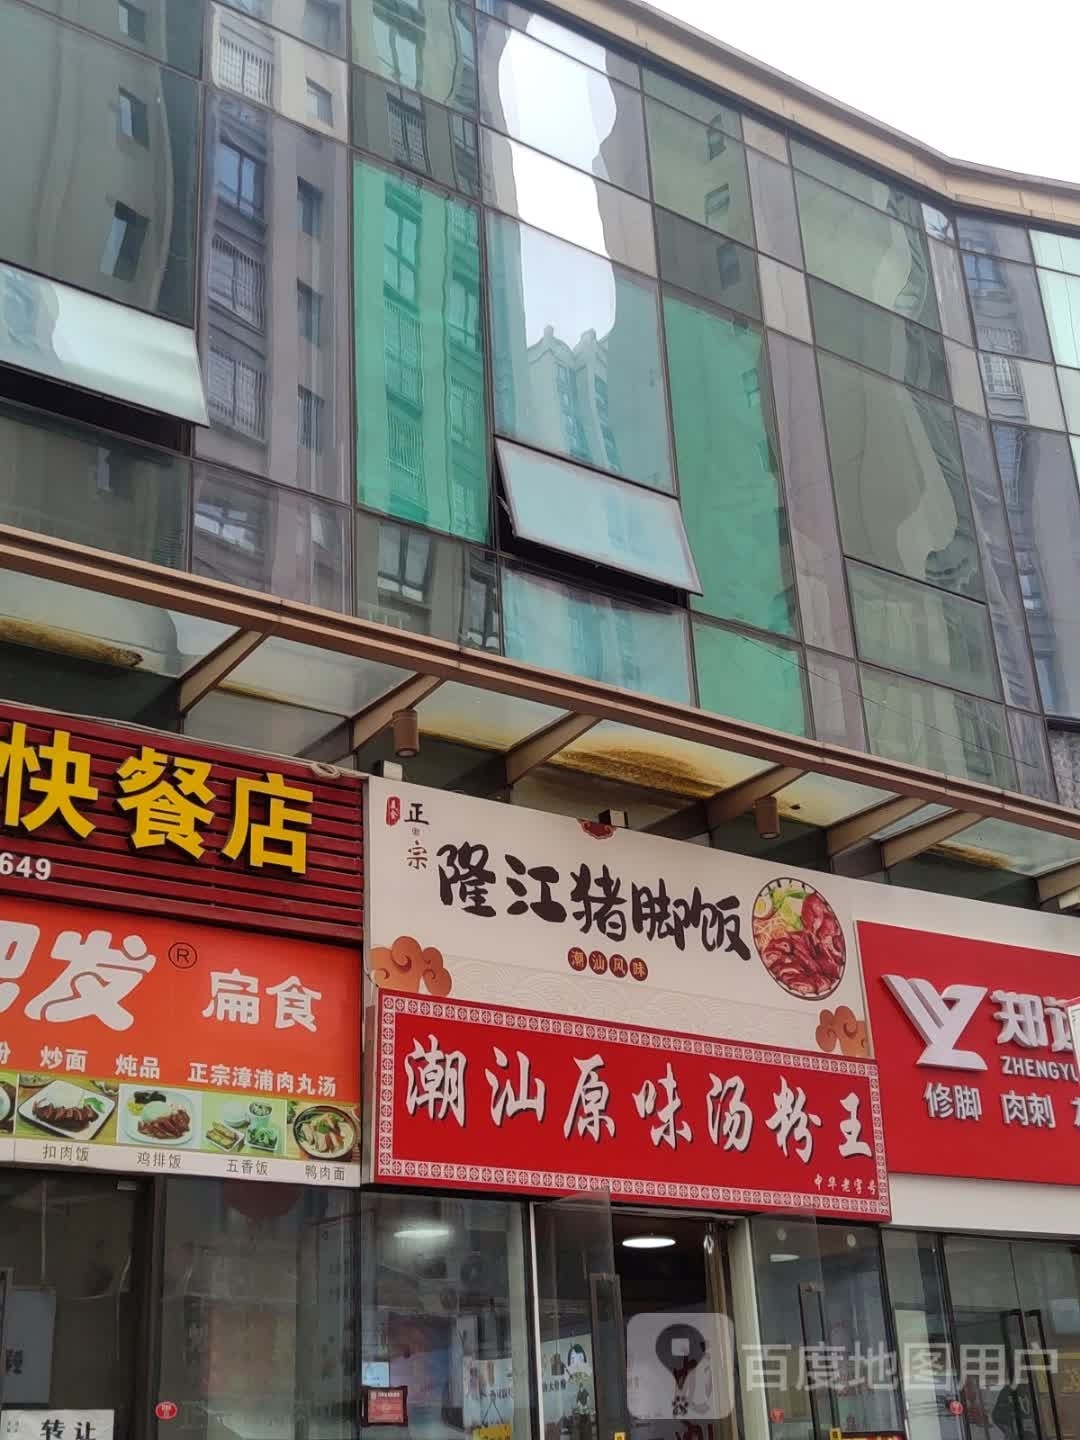 快餐店
649
发®
扁食
炒面 炖品 正宗漳浦肉丸汤
扣肉饭 鸡排饭 五香饭 鸭肉面
转让
正宗
隆江猪脚饭
潮汕风味
潮汕原味汤粉王
中华老字号
郑
ZHENGYU
修脚 肉刺
百度地图用户